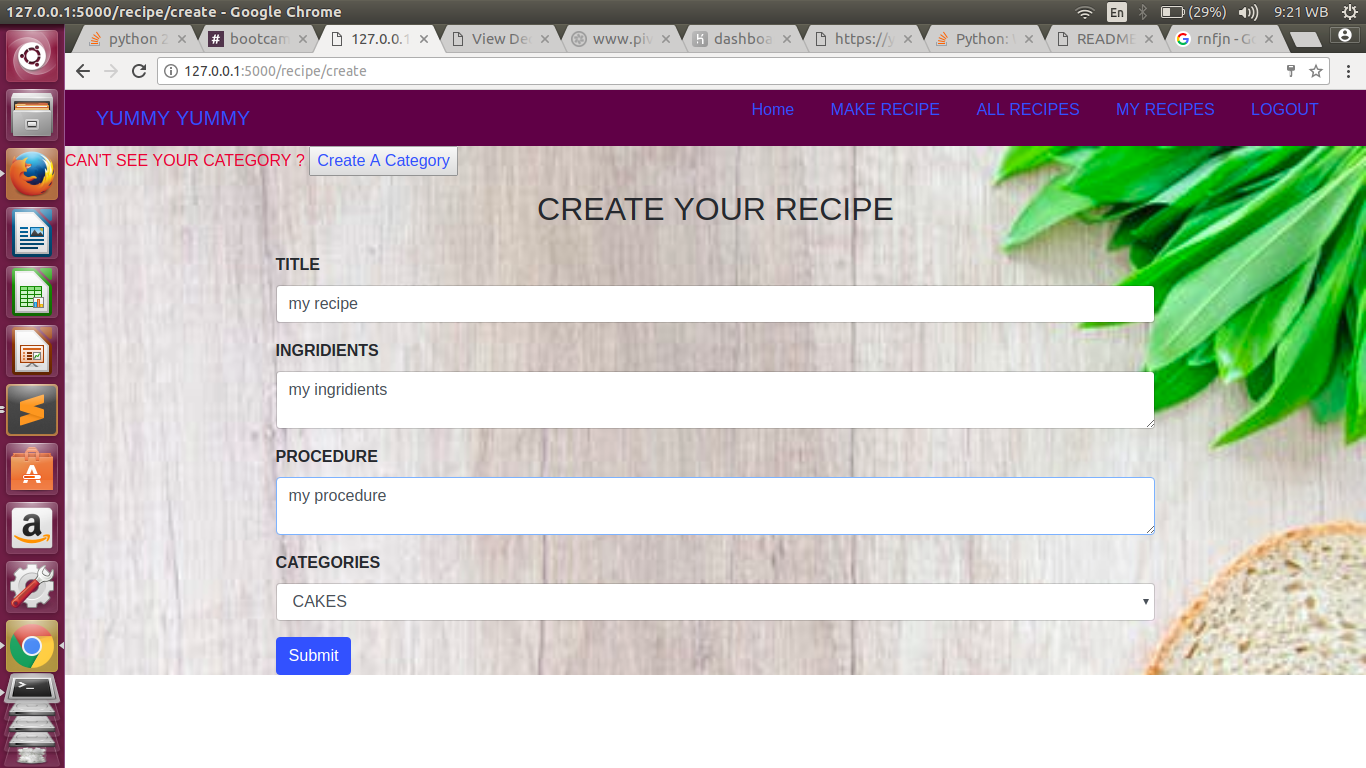 127.0.0.1:5000/recipe/create - Google Chrome
En (29%) 9:21 WB
python 2 bootcam 127.0.0.1 View De www.piv dashboa https://y Python: README rnfjn - Go
127.0.0.1:5000/recipe/create
YUMMY YUMMY Home MAKE RECIPE ALL RECIPES MY RECIPES LOGOUT
CAN'T SEE YOUR CATEGORY ? Create A Category
CREATE YOUR RECIPE
TITLE
my recipe
INGRIDIENTS
my ingridients
PROCEDURE
my procedure
CATEGORIES
CAKES
Submit